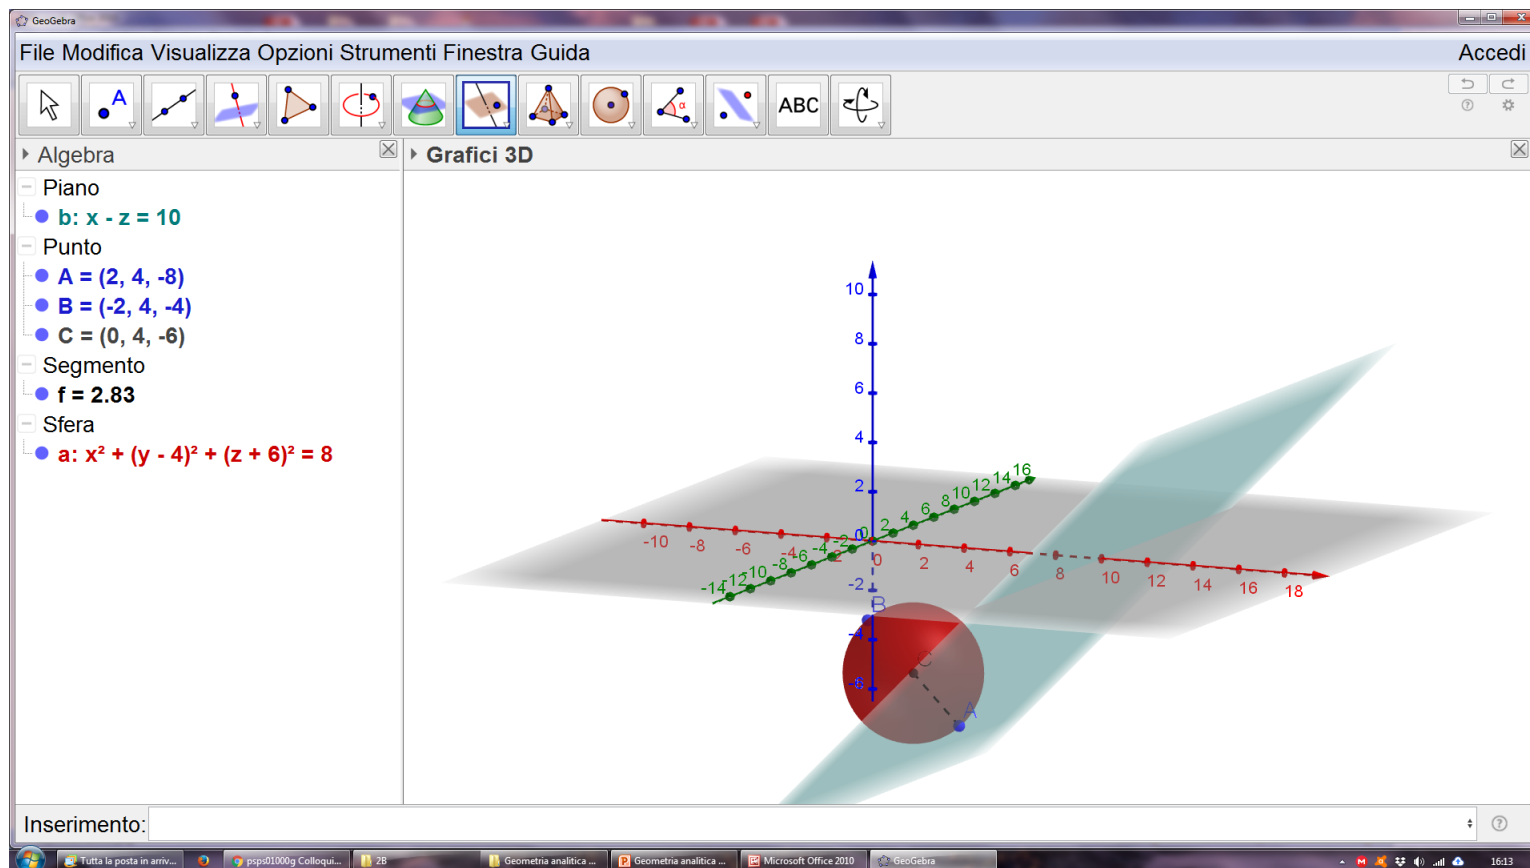 GeoGebra
File Modifica Visualizza Opzioni Strumenti Finestra Guida
Accedi
A
α
ABC
Algebra
Grafici 3D
Piano
b: x - z = 10
Punto
A = (2, 4, -8)
B = (-2, 4, -4)
C = (0, 4, -6)
Segmento
f = 2.83
Sfera
a: x² + (y - 4)² + (z + 6)² = 8
10
8
6
4
2
0
-2
-4
-6
-14 -12 -10 -8 -6 -4 -2 0 2 4 6 8 10 12 14 16
-10 -8 -6 -4 -2 0 2 4 6 8 10 12 14 16 18
B
C
A
Inserimento:
Tutta la posta in arriv...
psps01000g Colloqui...
2B
Geometria analitica ...
Geometria analitica ...
Microsoft Office 2010
GeoGebra
16:13